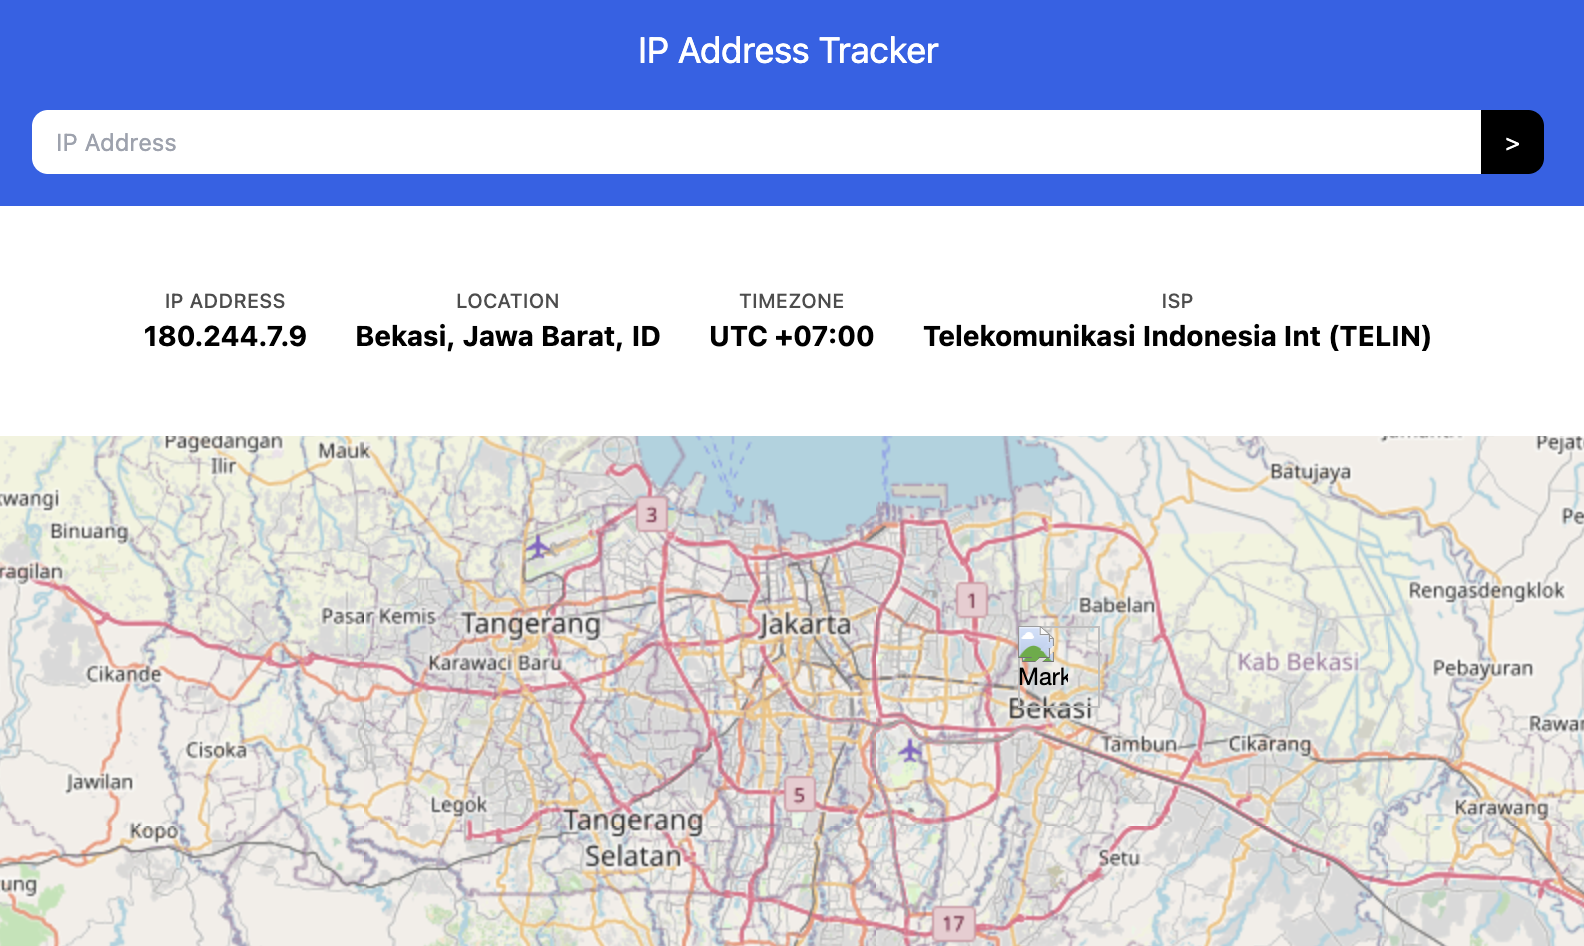 IP Address Tracker
IP Address
>
IP ADDRESS
180.244.7.9
LOCATION
Bekasi, Jawa Barat, ID
TIMEZONE
UTC +07:00
ISP
Telekomunikasi Indonesia Int (TELIN)
Pagedangan
Ilir
Mauk
Batujaya
Pejat
kwangi
Binuang
3
Pe
ragilan
Pasar Kemis
Tangerang
Jakarta
1
Babelan
Rengasdengklok
Karawaci Baru
Cikande
Mark
Kab Bekasi
Pebayuran
Bekasi
Rawar
Cisoka
Tambun
Cikarang
Jawilan
Legok
5
Karawang
Kopo
Tangerang
Selatan
Setu
ung
17